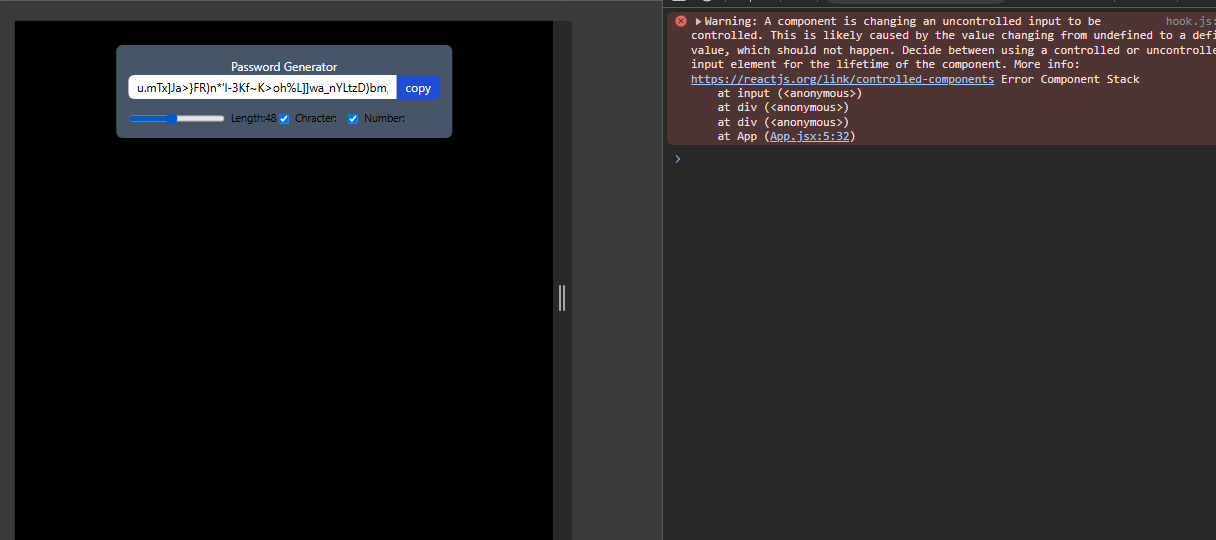 Password Generator
u.mTx]Ja>}FR)n*'I-3Kf~K>oh%L]]wa_nYLtzD)bm, copy
Length:48 Chracter: Number:
Warning: A component is changing an uncontrolled input to be hook.js:
controlled. This is likely caused by the value changing from undefined to a defi
value, which should not happen. Decide between using a controlled or uncontrolle
input element for the lifetime of the component. More info:
https://reactjs.org/link/controlled-components Error Component Stack
at input (<anonymous>)
at div (<anonymous>)
at div (<anonymous>)
at App (App.jsx:5:32)